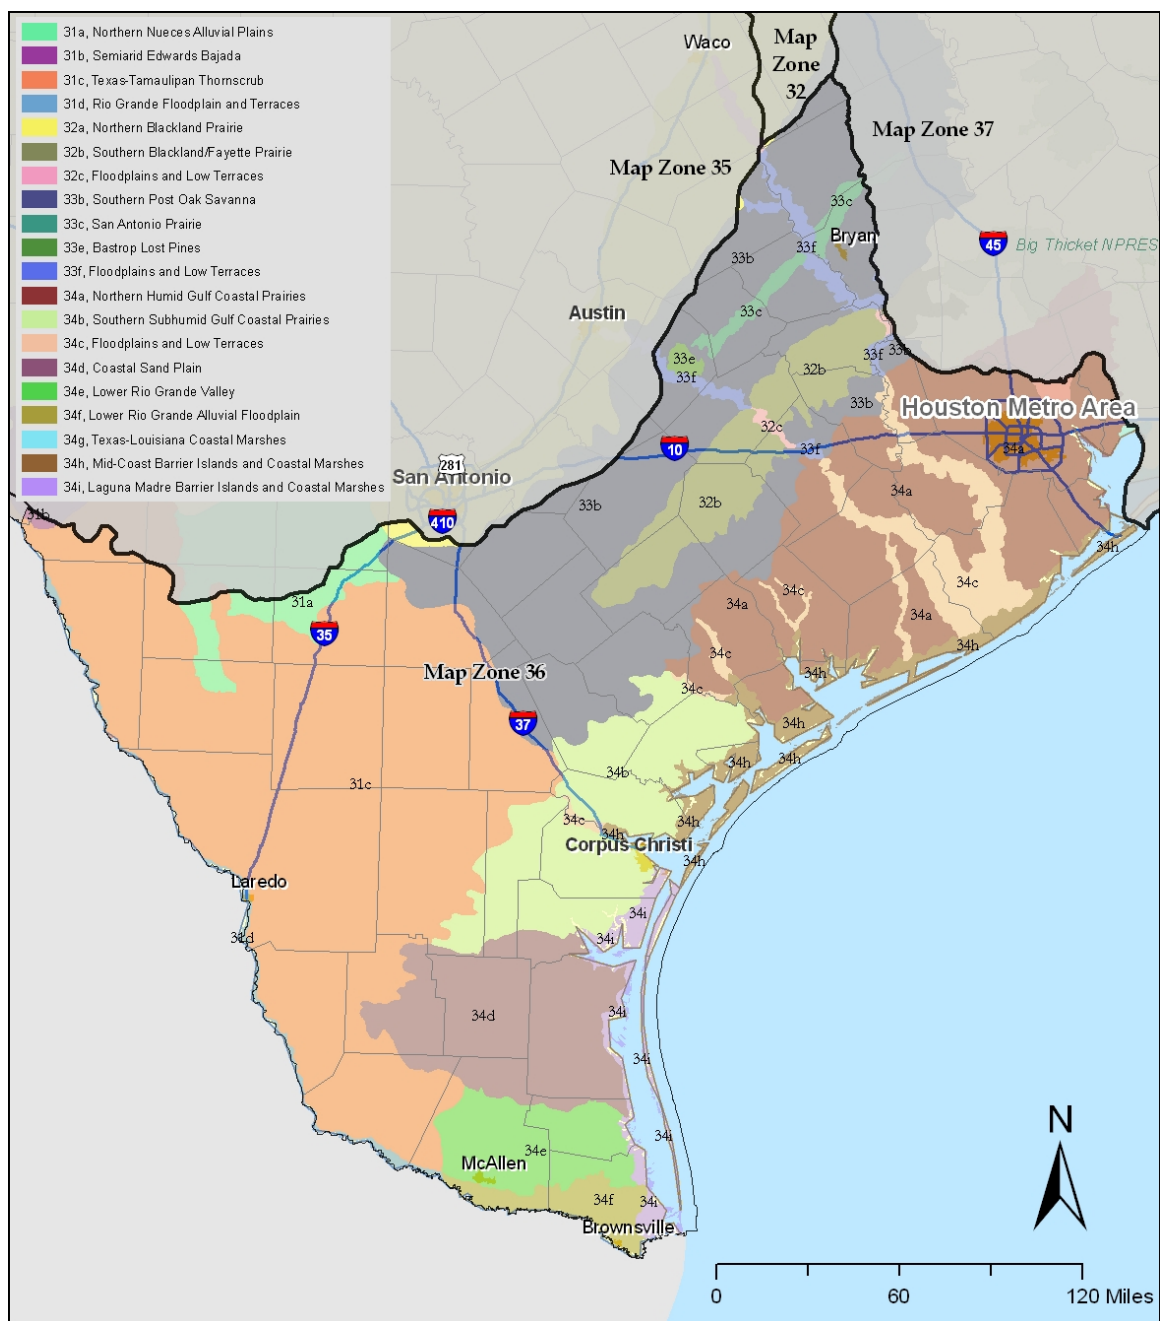 31a, Northern Nueces Alluvial Plains
31b, Semiarid Edwards Bajada
31c, Texas-Tamaulipan Thornscrub
31d, Rio Grande Floodplain and Terraces
32a, Northern Blackland Prairie
32b, Southern Blackland/Fayette Prairie
32c, Floodplains and Low Terraces
33b, Southern Post Oak Savanna
33c, San Antonio Prairie
33e, Bastrop Lost Pines
33f, Floodplains and Low Terraces
34a, Northern Humid Gulf Coastal Prairies
34b, Southern Subhumid Gulf Coastal Prairies
34c, Floodplains and Low Terraces
34d, Coastal Sand Plain
34e, Lower Rio Grande Valley
34f, Lower Rio Grande Alluvial Floodplain
34g, Texas-Louisiana Coastal Marshes
34h, Mid-Coast Barrier Islands and Coastal Marshes
34i, Laguna Madre Barrier Islands and Coastal Marshes
Waco
Map
Zone
32
Map Zone 37
Map Zone 35
33c
Bryan
33f
45
Big Thicket NPRES
33b
Austin
33c
33e
33f
32b
33f
33b
33b
Houston Metro Area
32c
33f
10
34a
281
San Antonio
410
31b
33b
32b
34a
34h
31a
35
34c
34a
34c
34a
34h
34c
34c
34h
Map Zone 36
37
34h
34h
34h
34b
31c
34c
34h
34h
Corpus Christi
34h
Laredo
31d
34i
34i
34d
34i
34i
34i
34e
McAllen
34f
34i
Brownsville
N
0
60
120 Miles